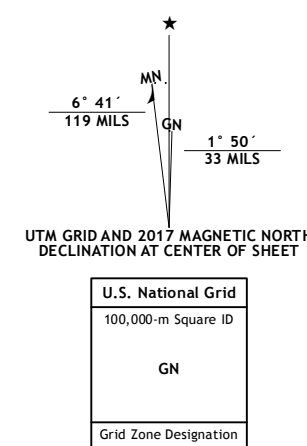 MN
6° 41´
119 MILS
GN
1° 50´
33 MILS
UTM GRID AND 2017 MAGNETIC NORTH
DECLINATION AT CENTER OF SHEET
U.S. National Grid
100,000-m Square ID
GN
Grid Zone Designation